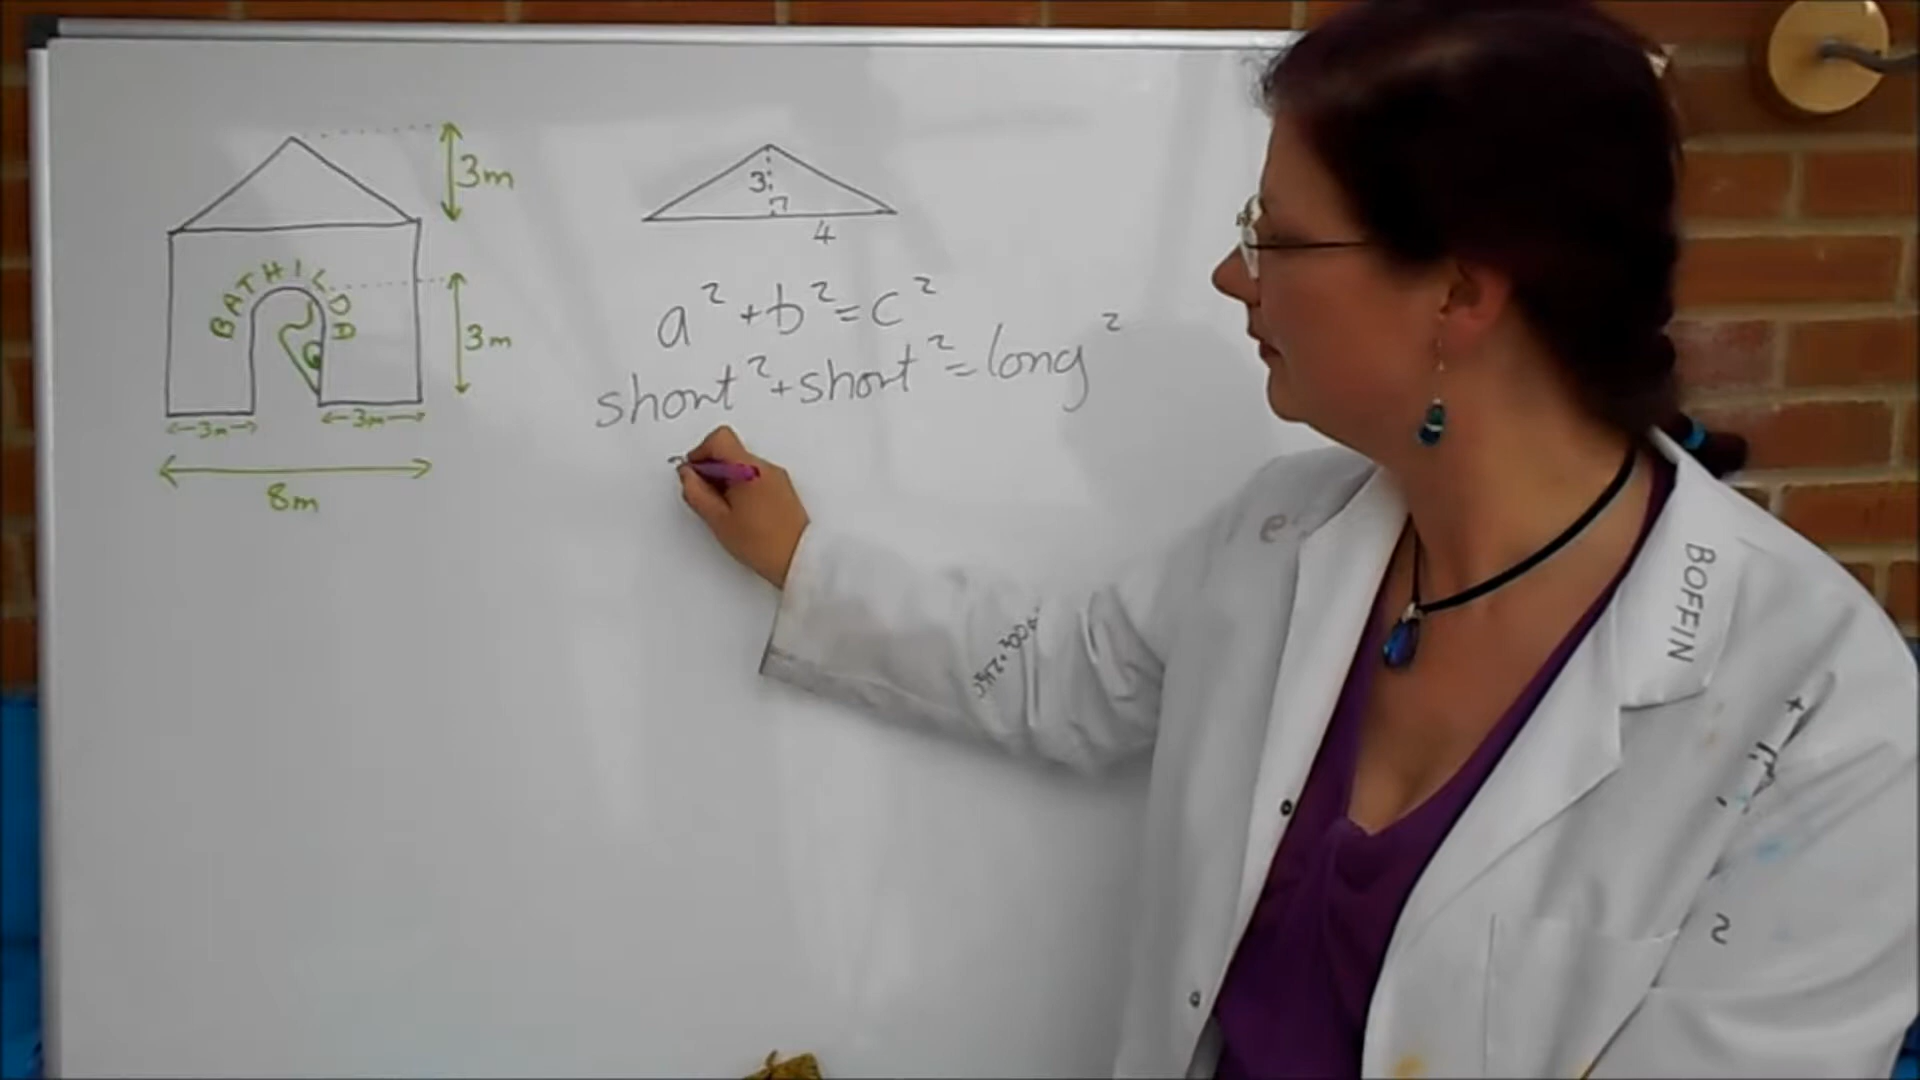 3m
BATHILDA
3m
3m
3m
8m
3
4
a² + b² = c²
short² + short² = long²
BOFFIN